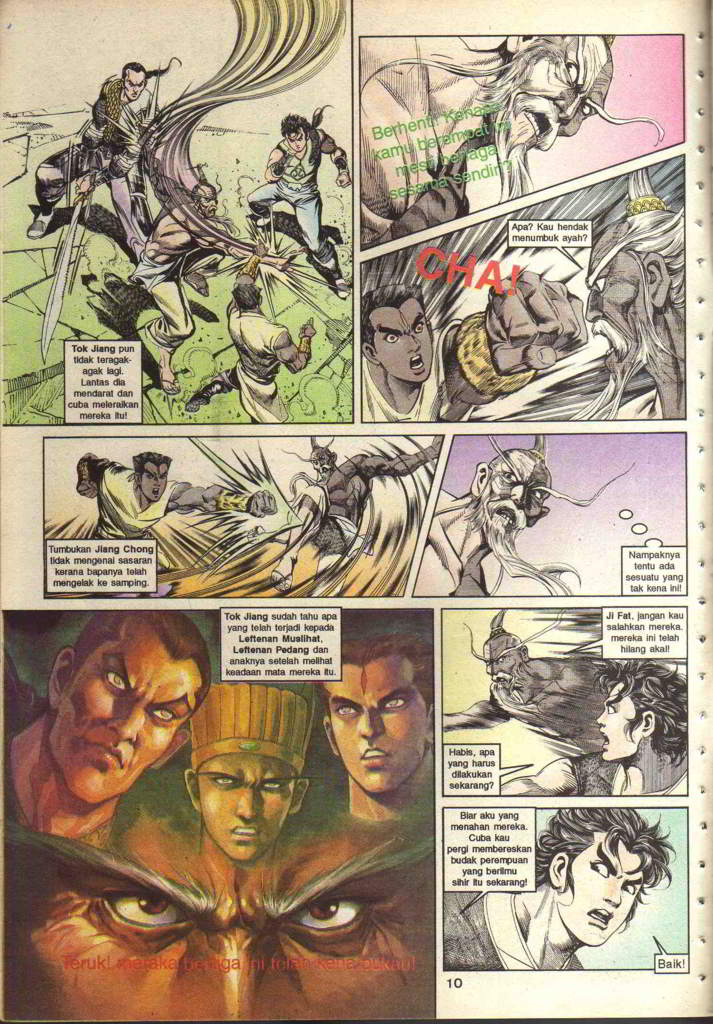 Tok Jiang pun
tidak teragak-
agak lagi.
Lantas dia
mendarat dan
cuba meleraikan
mereka itu!
Berhenti! Kenapa
kamu berempat ini
mesti berlaga
sesama sendiri?
Apa? Kau hendak
menumbuk ayah?
CHA!
Tumbukan Jiang Chong
tidak mengenai sasaran
kerana bapanya telah
mengelak ke samping.
Nampaknya
tentu ada
sesuatu yang
tak kena ini!
Tok Jiang sudah tahu apa
yang telah terjadi kepada
Leftenan Muslihat,
Leftenan Pedang dan
anaknya setelah melihat
keadaan mata mereka itu.
Teruk! meraka bertiga ini telah kena pukau!
Ji Fat, jangan kau
salahkan mereka.
mereka ini telah
hilang akal!
Habis, apa
yang harus
dilakukan
sekarang?
Biar aku yang
menahan mereka.
Cuba kau
pergi membereskan
budak perempuan
yang berilmu
sihir itu sekarang!
Baik!
10